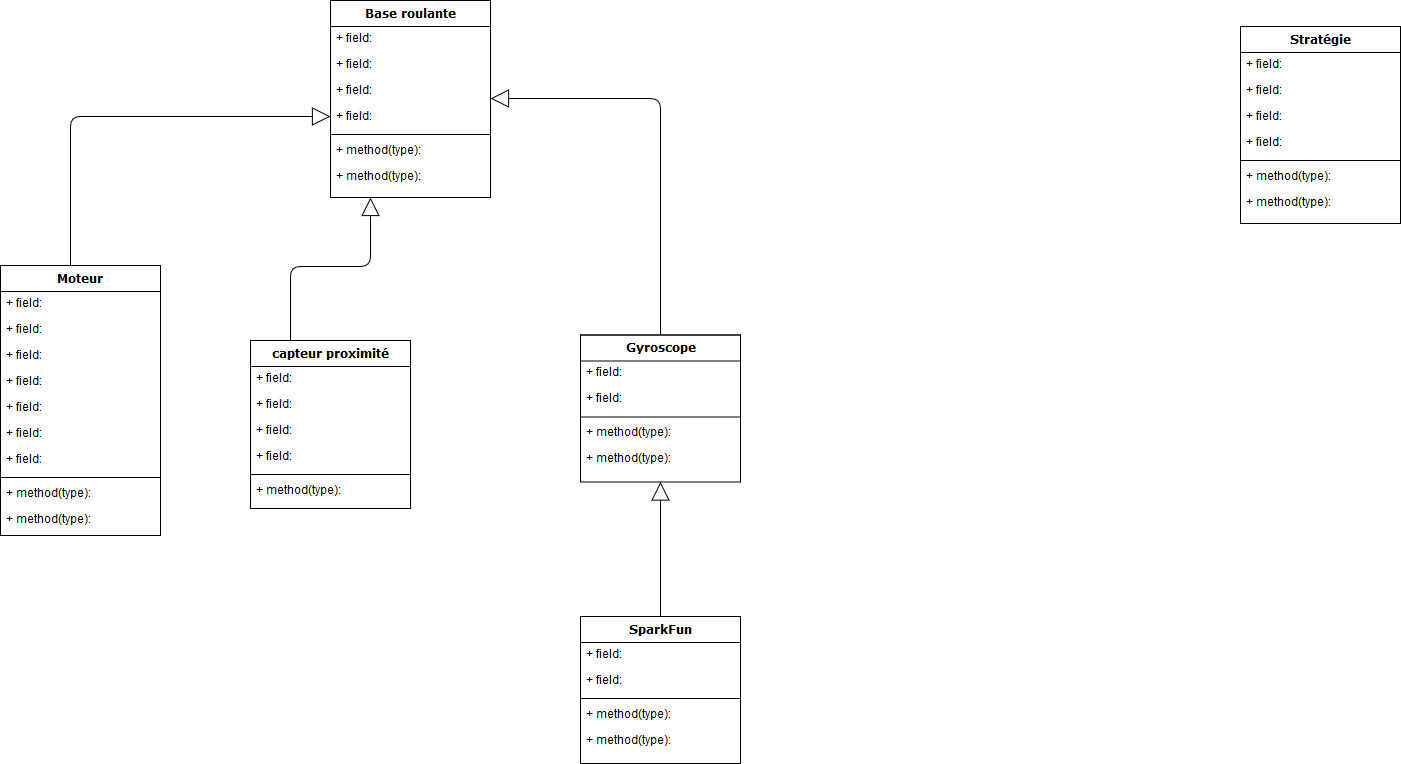 Base roulante
+ field:
+ field:
+ field:
+ field:
+ method(type):
+ method(type):
Stratégie
+ field:
+ field:
+ field:
+ field:
+ method(type):
+ method(type):
Moteur
+ field:
+ field:
+ field:
+ field:
+ field:
+ field:
+ field:
+ method(type):
+ method(type):
capteur proximité
+ field:
+ field:
+ field:
+ field:
+ method(type):
Gyroscope
+ field:
+ field:
+ method(type):
+ method(type):
SparkFun
+ field:
+ field:
+ method(type):
+ method(type):